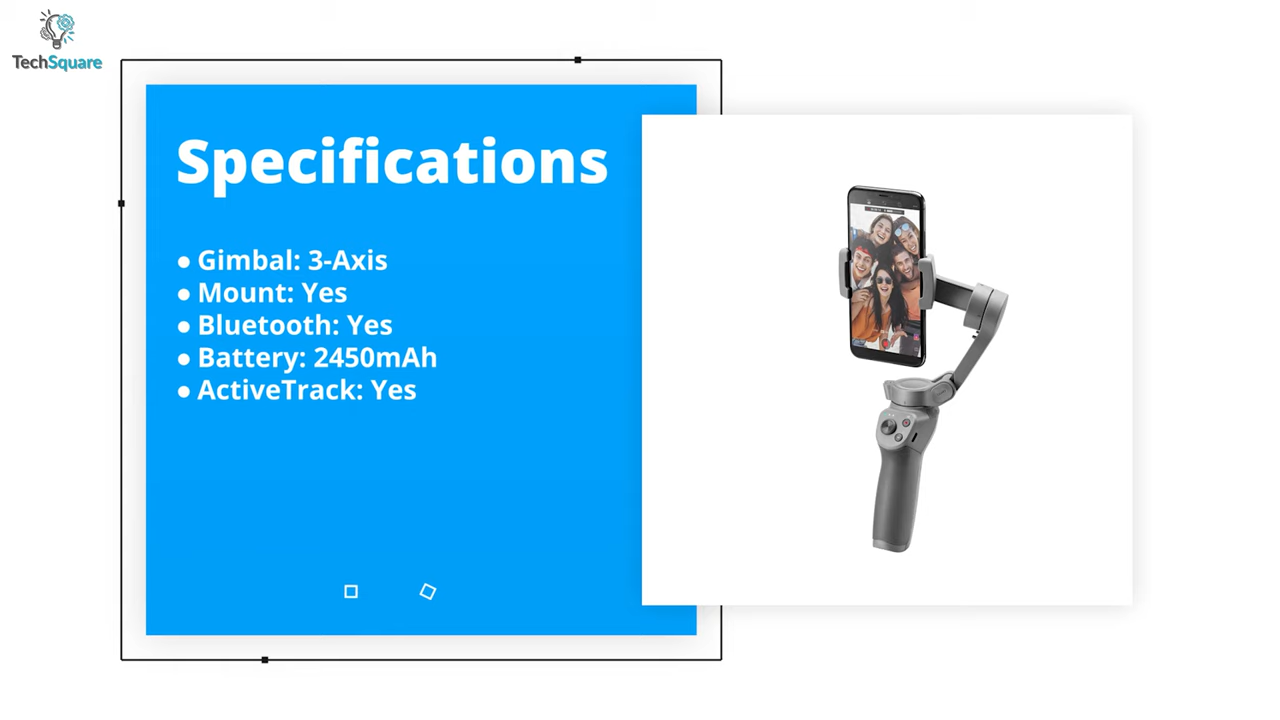 TechSquare
Specifications
● Gimbal: 3-Axis
● Mount: Yes
● Bluetooth: Yes
● Battery: 2450mAh
● ActiveTrack: Yes